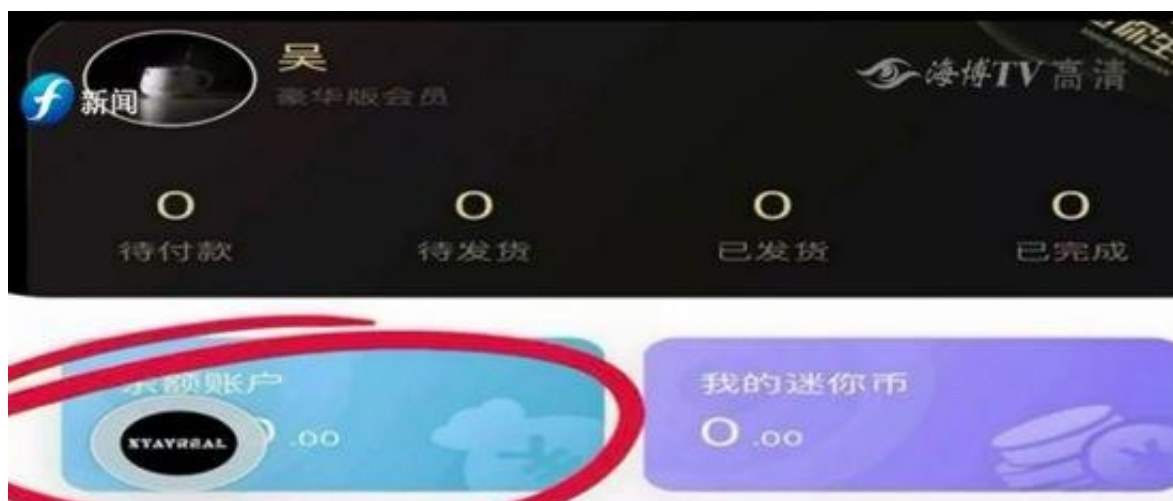 吴
豪华版会员
新闻
海博TV 高清
0 0 0 0
待付款 待发货 已发货 已完成
余额账户 我的迷你币
XYAYREAL
.00 0.00